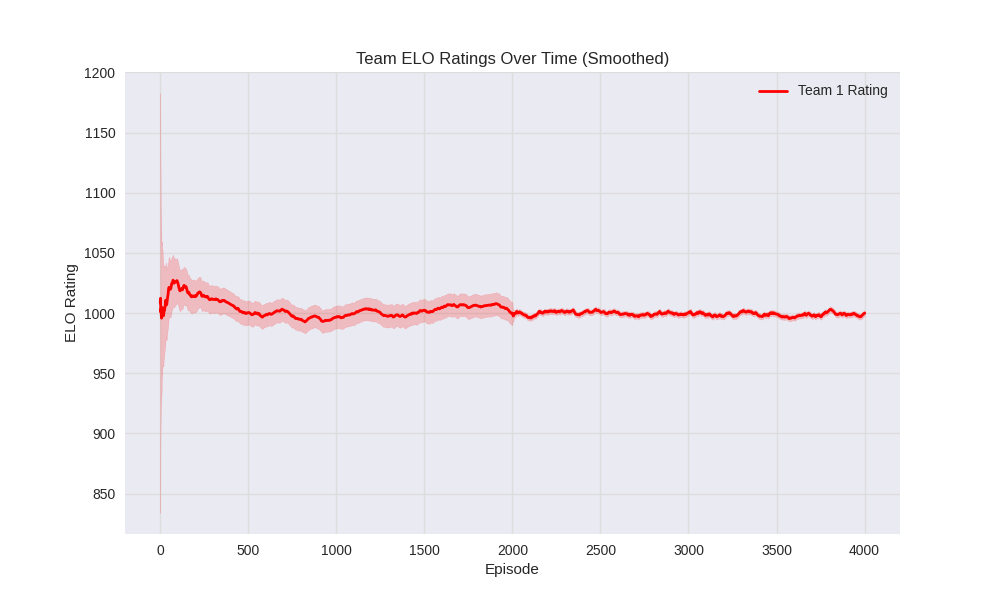 Team ELO Ratings Over Time (Smoothed)
Team 1 Rating
ELO Rating
1200
1150
1100
1050
1000
950
900
850
0 500 1000 1500 2000 2500 3000 3500 4000
Episode